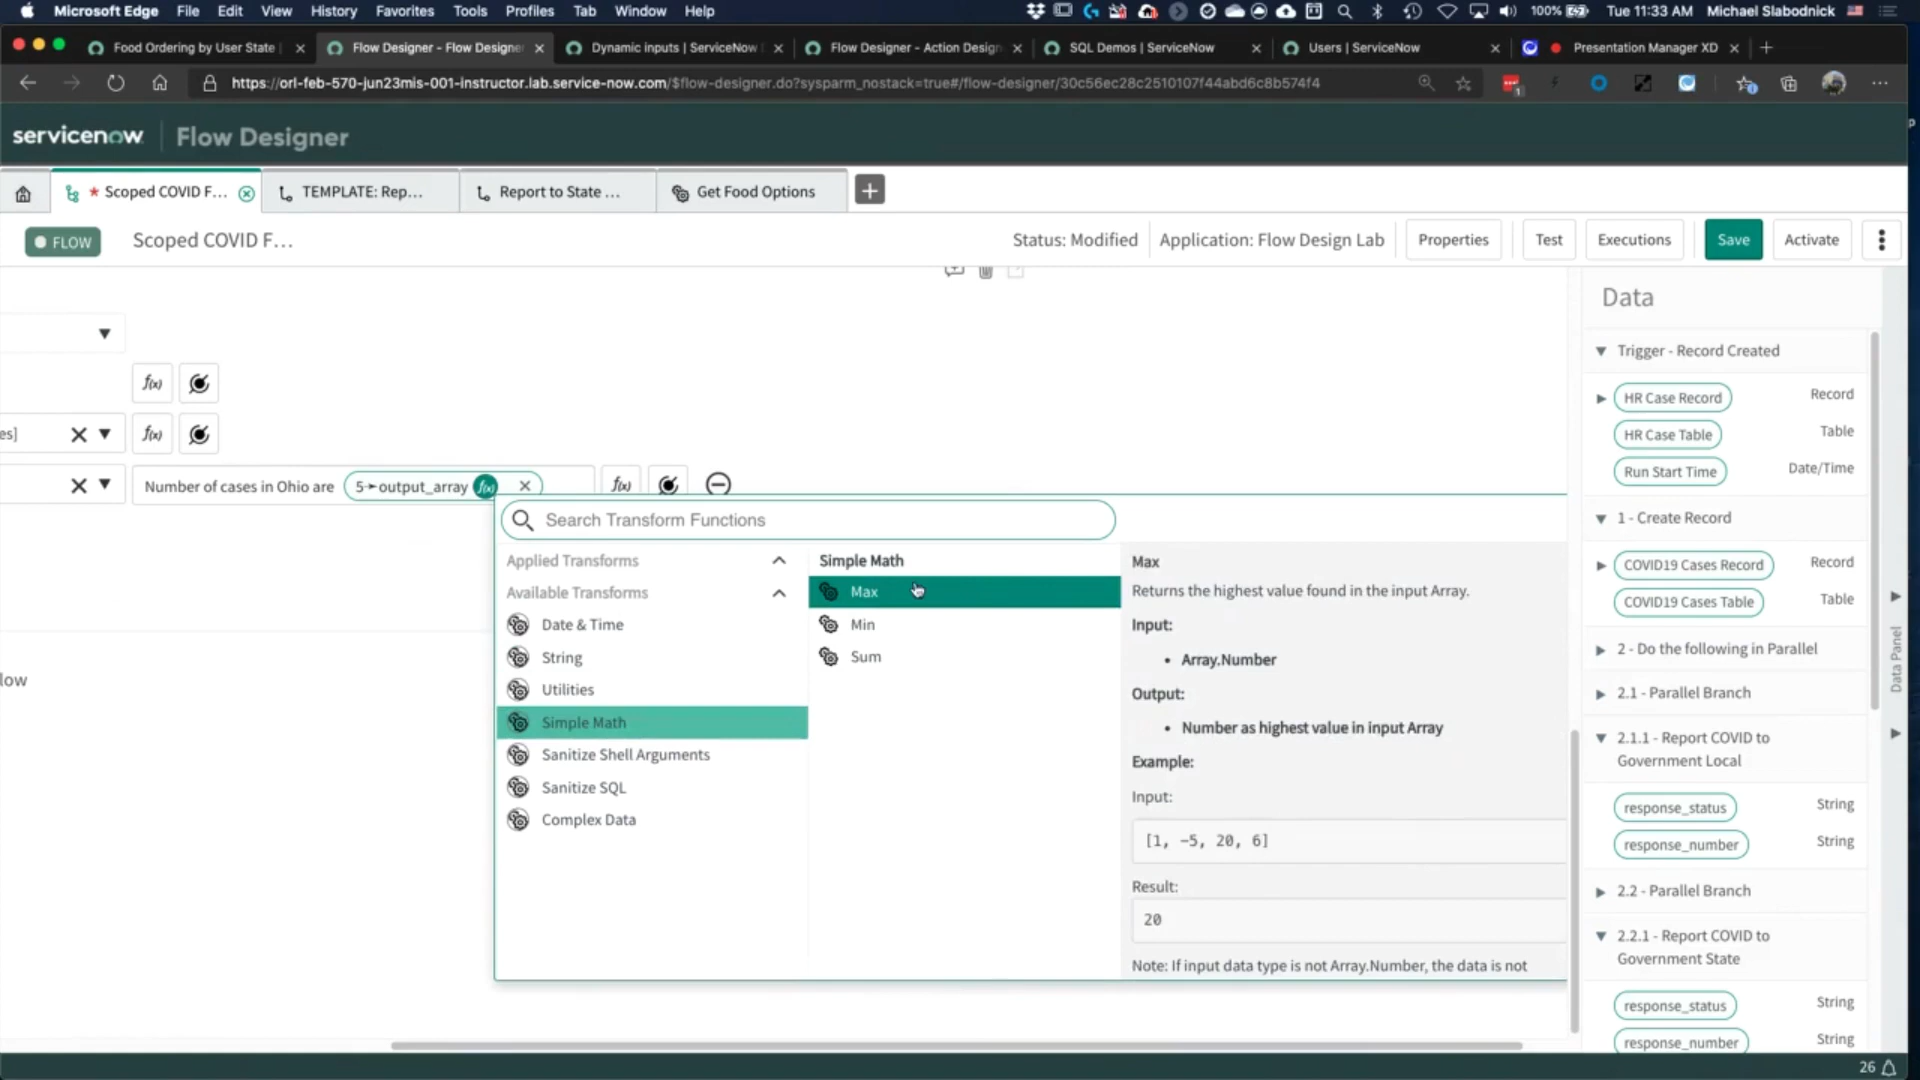 Microsoft Edge File Edit View History Favorites Tools Profiles Tab Window Help 100% Tue 11:33 AM Michael Slabodnick
Food Ordering by User State Flow Designer - Flow Designer Dynamic inputs | ServiceNow Flow Designer - Action Design SQL Demos | ServiceNow Users | ServiceNow Presentation Manager XD
https://orl-feb-570-jun23mis-001-instructor.lab.service-now.com/$flow-designer.do?sysparm_nostack=true#/flow-designer/30c56ec28c2510107f44abd6c8b574f4
servicenow Flow Designer
* Scoped COVID F... TEMPLATE: Rep... Report to State ... Get Food Options
FLOW Scoped COVID F... Status: Modified Application: Flow Design Lab Properties Test Executions Save Activate
es]
Number of cases in Ohio are 5➛output_array f(x)
low
Search Transform Functions
Applied Transforms
Available Transforms
Date & Time
String
Utilities
Simple Math
Sanitize Shell Arguments
Sanitize SQL
Complex Data
Simple Math
Max
Min
Sum
Max
Returns the highest value found in the input Array.
Input:
• Array.Number
Output:
• Number as highest value in input Array
Example:
Input:
[1, -5, 20, 6]
Result:
20
Note: If input data type is not Array.Number, the data is not
Data
Trigger - Record Created
HR Case Record Record
HR Case Table Table
Run Start Time Date/Time
1 - Create Record
COVID19 Cases Record Record
COVID19 Cases Table Table
2 - Do the following in Parallel
2.1 - Parallel Branch
2.1.1 - Report COVID to
Government Local
response_status String
response_number String
2.2 - Parallel Branch
2.2.1 - Report COVID to
Government State
response_status String
response_number String
Data Panel
26